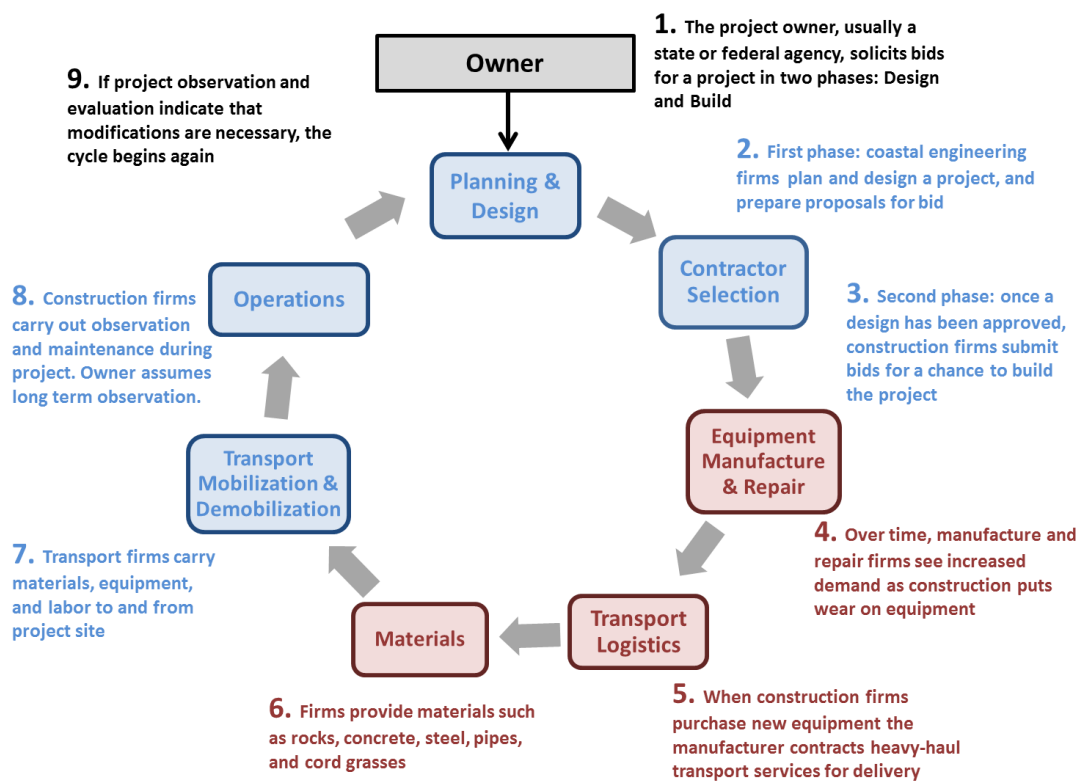 Owner
1. The project owner, usually a
state or federal agency, solicits bids
for a project in two phases: Design
and Build
Planning &
Design
2. First phase: coastal engineering
firms plan and design a project, and
prepare proposals for bid
Contractor
Selection
3. Second phase: once a
design has been approved,
construction firms submit
bids for a chance to build
the project
Equipment
Manufacture
& Repair
4. Over time, manufacture and
repair firms see increased
demand as construction puts
wear on equipment
Transport
Logistics
5. When construction firms
purchase new equipment the
manufacturer contracts heavy-haul
transport services for delivery
Materials
6. Firms provide materials such
as rocks, concrete, steel, pipes,
and cord grasses
Transport
Mobilization &
Demobilization
7. Transport firms carry
materials, equipment,
and labor to and from
project site
Operations
8. Construction firms
carry out observation
and maintenance during
project. Owner assumes
long term observation.
9. If project observation and
evaluation indicate that
modifications are necessary, the
cycle begins again